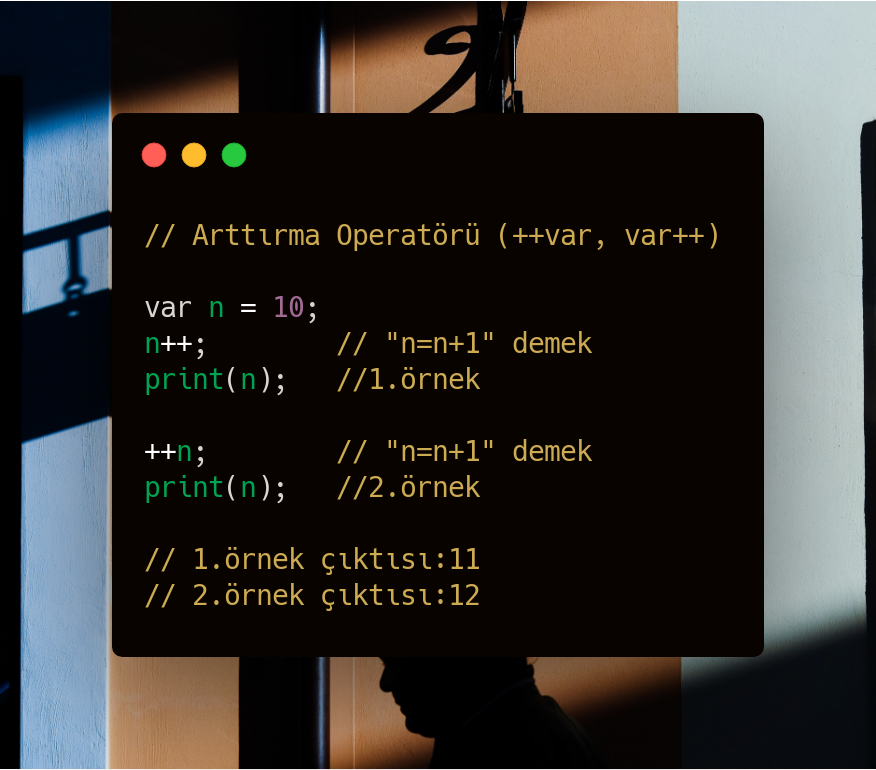 // Arttırma Operatörü (++var, var++)
var n = 10;
n++;        // "n=n+1" demek
print(n);   //1.örnek
++n;        // "n=n+1" demek
print(n);   //2.örnek
// 1.örnek çıktısı:11
// 2.örnek çıktısı:12